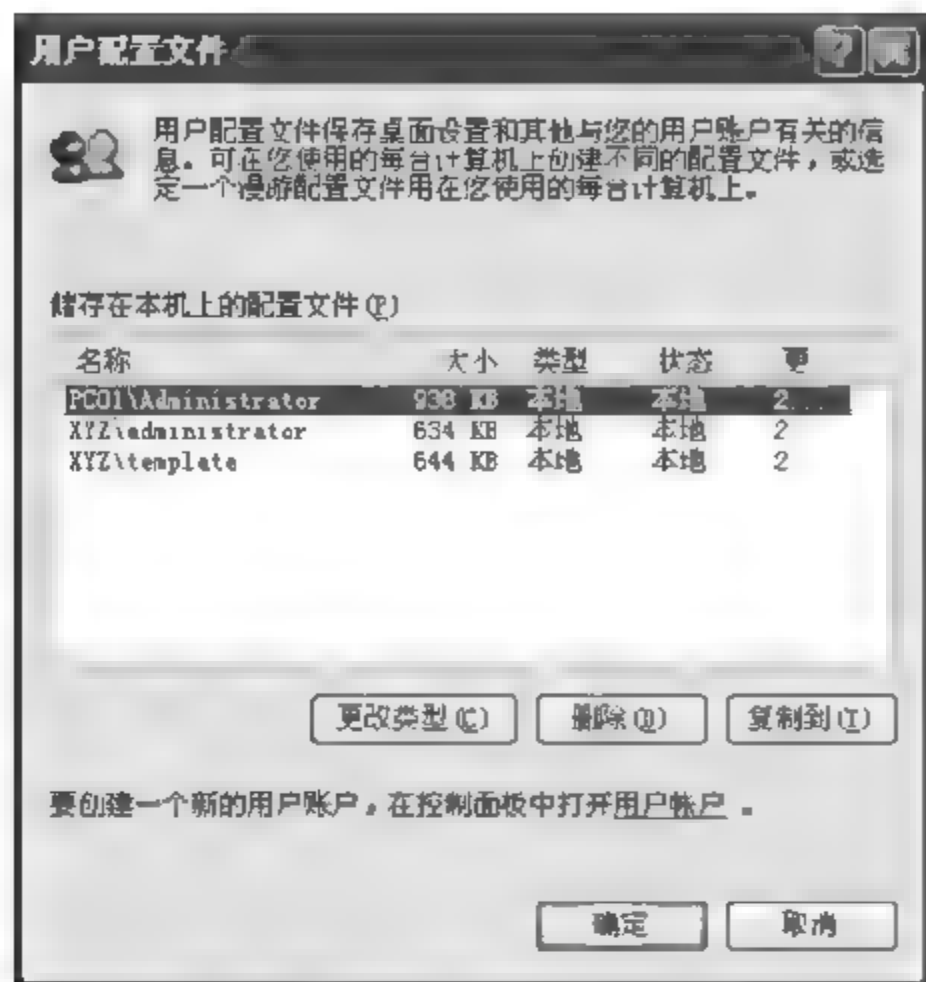 用户配置文件
用户配置文件保存桌面设置和其他与您的用户账户有关的信
息。可在您使用的每台计算机上创建不同的配置文件，或选
定一个漫游配置文件用在您使用的每台计算机上。
储存在本机上的配置文件(P)
名称 大小 类型 状态 更
PC01\Administrator 938 KB 本地 本地 2...
XYZ\administrator 634 KB 本地 本地 2
XYZ\template 644 KB 本地 本地 2
更改类型(C) 删除(D) 复制到(T)
要创建一个新的用户账户，在控制面板中打开用户帐户 。
确定 取消